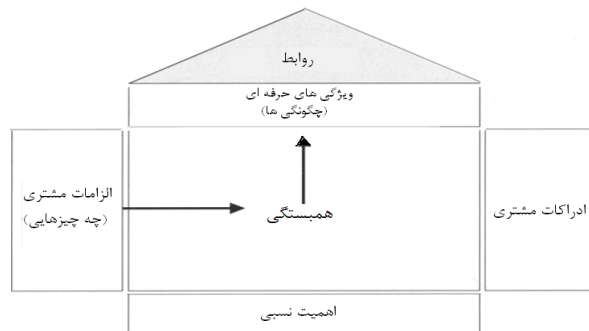 روابط
ویژگی های حرفه ای
(چگونگی ها)
الزامات مشتری
(چه چیزهایی)
همبستگی
ادراکات مشتری
اهمیت نسبی